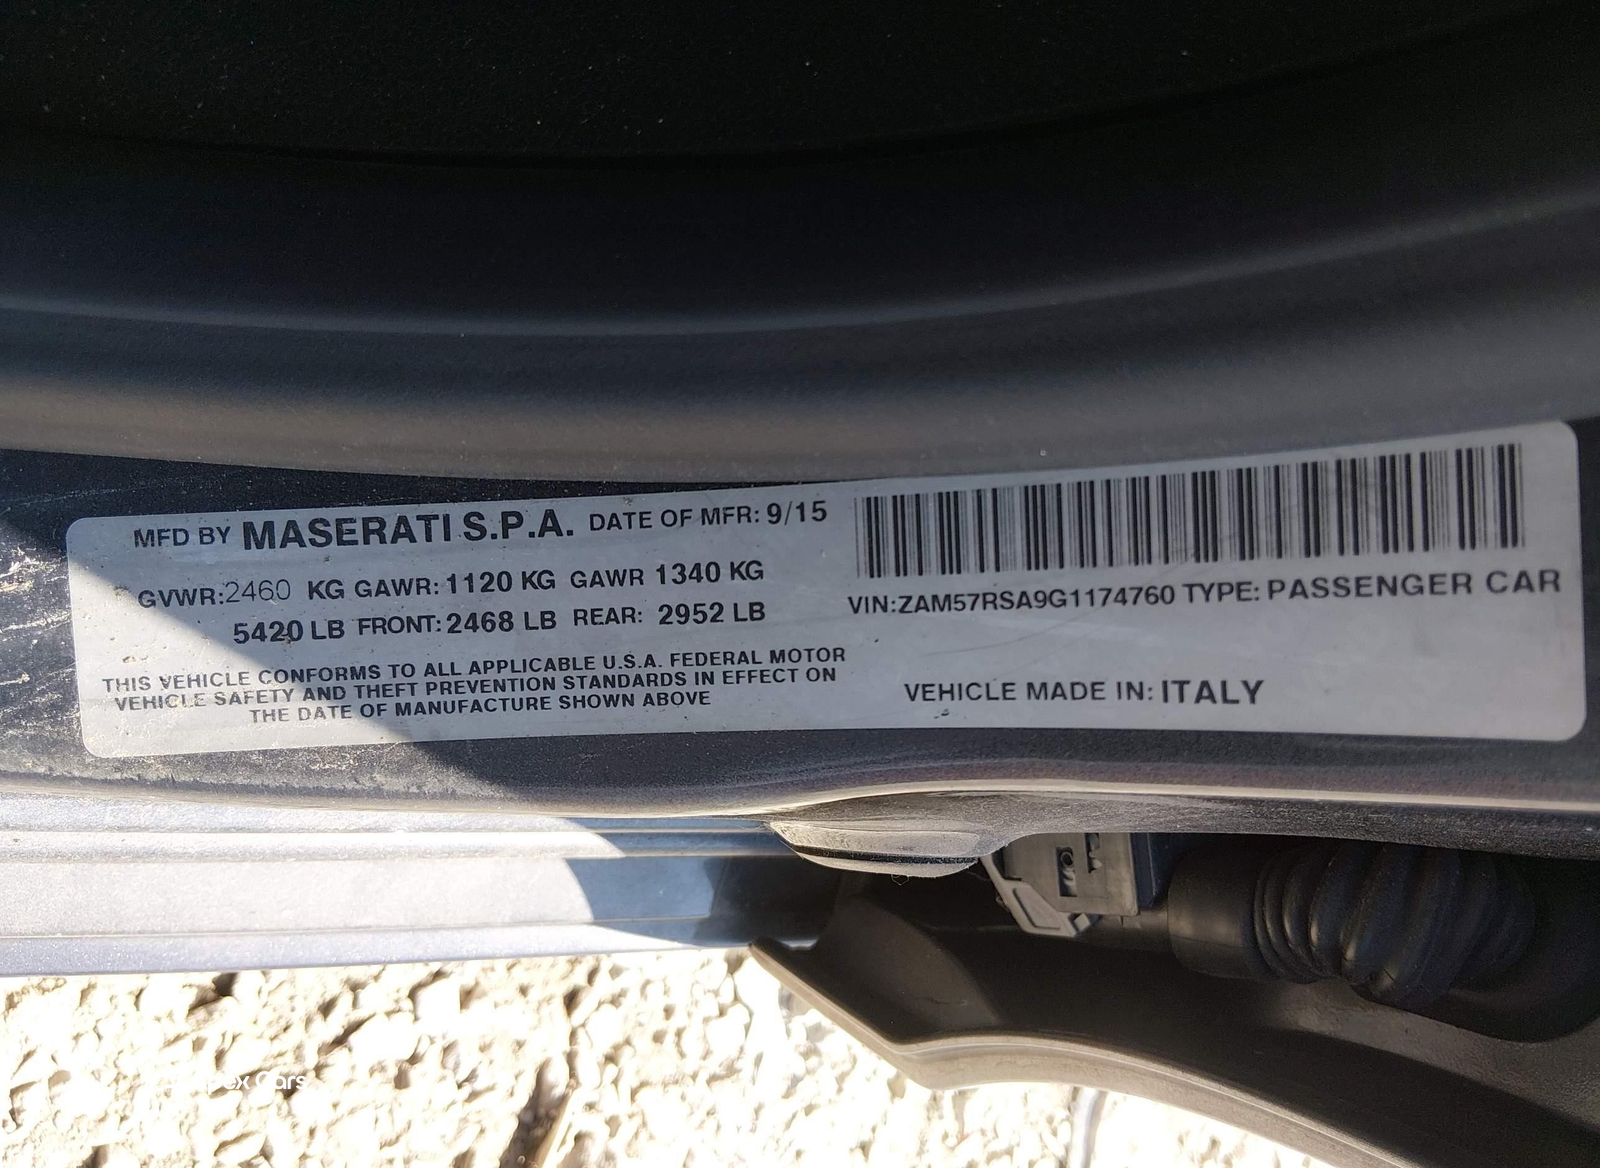 MFD BY MASERATI S.P.A. DATE OF MFR: 9/15
GVWR:2460 KG GAWR: 1120 KG GAWR 1340 KG
5420 LB FRONT: 2468 LB REAR: 2952 LB
THIS VEHICLE CONFORMS TO ALL APPLICABLE U.S.A. FEDERAL MOTOR
VEHICLE SAFETY AND THEFT PREVENTION STANDARDS IN EFFECT ON
THE DATE OF MANUFACTURE SHOWN ABOVE
VIN:ZAM57RSA9G1174760 TYPE: PASSENGER CAR
VEHICLE MADE IN: ITALY
Cars